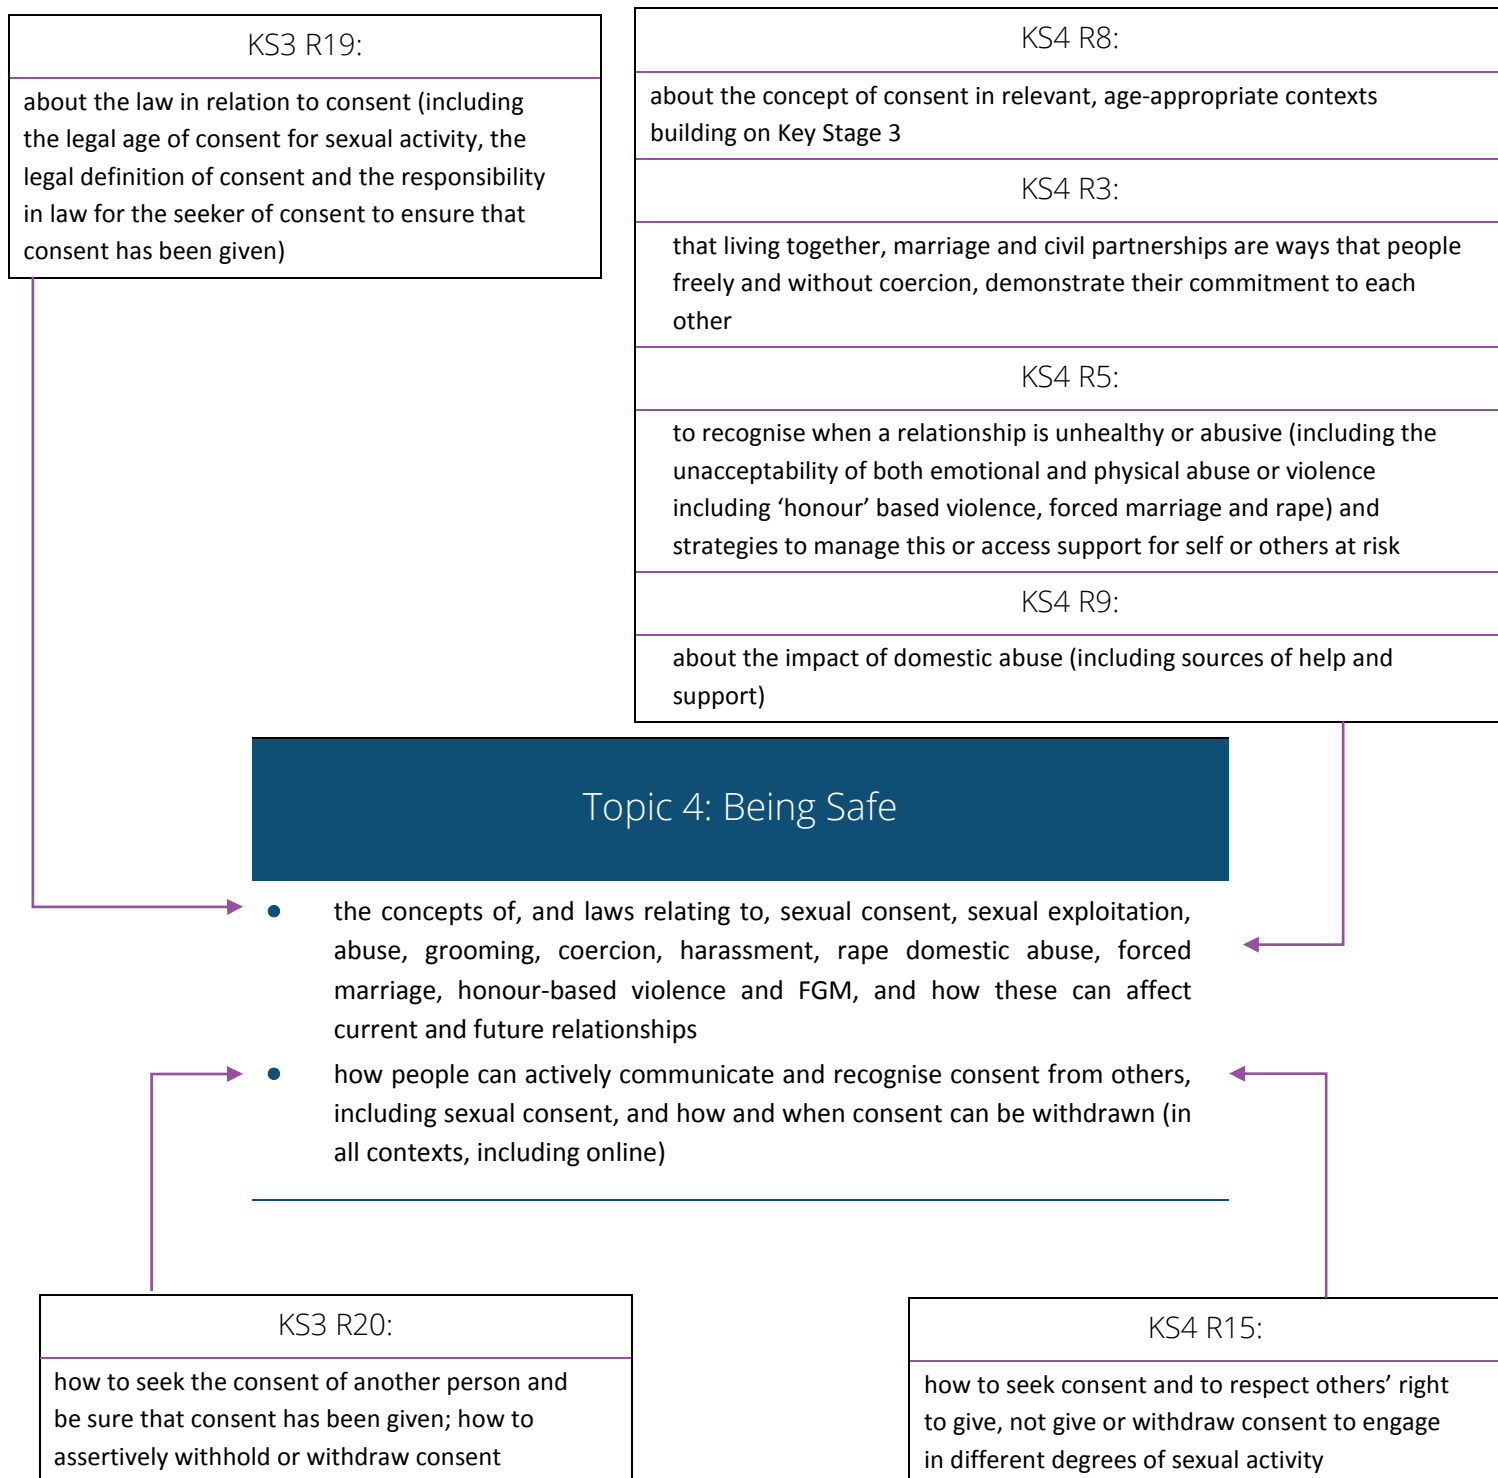 KS3 R19:
about the law in relation to consent (including
the legal age of consent for sexual activity, the
legal definition of consent and the responsibility
in law for the seeker of consent to ensure that
consent has been given)
KS4 R8:
about the concept of consent in relevant, age-appropriate contexts
building on Key Stage 3
KS4 R3:
that living together, marriage and civil partnerships are ways that people
freely and without coercion, demonstrate their commitment to each
other
KS4 R5:
to recognise when a relationship is unhealthy or abusive (including the
unacceptability of both emotional and physical abuse or violence
including ‘honour’ based violence, forced marriage and rape) and
strategies to manage this or access support for self or others at risk
KS4 R9:
about the impact of domestic abuse (including sources of help and
support)
Topic 4: Being Safe
● the concepts of, and laws relating to, sexual consent, sexual exploitation,
abuse, grooming, coercion, harassment, rape domestic abuse, forced
marriage, honour-based violence and FGM, and how these can affect
current and future relationships
● how people can actively communicate and recognise consent from others,
including sexual consent, and how and when consent can be withdrawn (in
all contexts, including online)
KS3 R20:
how to seek the consent of another person and
be sure that consent has been given; how to
assertively withhold or withdraw consent
KS4 R15:
how to seek consent and to respect others’ right
to give, not give or withdraw consent to engage
in different degrees of sexual activity